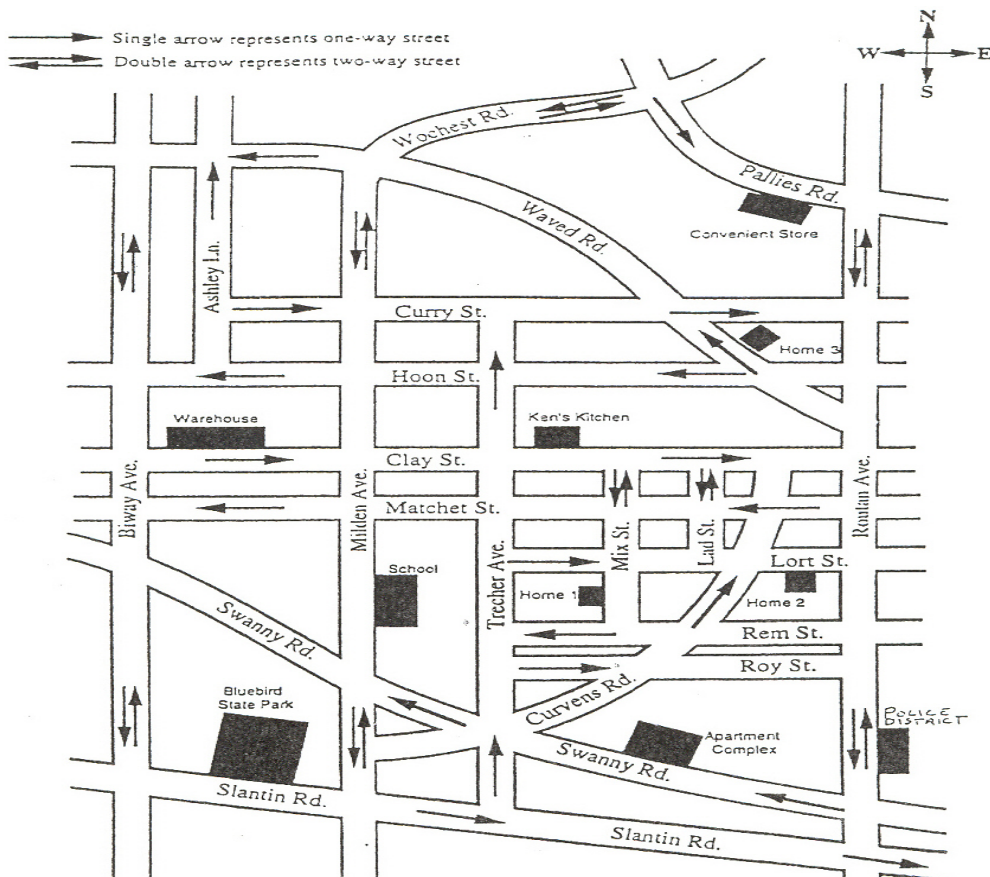 Single arrow represents one-way street
Double arrow represents two-way street
N
W E
S
Wochest Rd.
Pallies Rd.
Convenient Store
Waved Rd.
Ashley Ln.
Curry St.
Home 3
Hoon St.
Warehouse
Ken's Kitchen
Clay St.
Biway Ave.
Milden Ave.
Matchet St.
Routan Ave.
Trecher Ave.
Mix St.
Lad St.
Lort St.
School
Home 1
Home 2
Swanny Rd.
Rem St.
Roy St.
Curvens Rd.
Bluebird
State Park
POLICE
DISTRICT
Apartment
Complex
Swanny Rd.
Slantin Rd.
Slantin Rd.